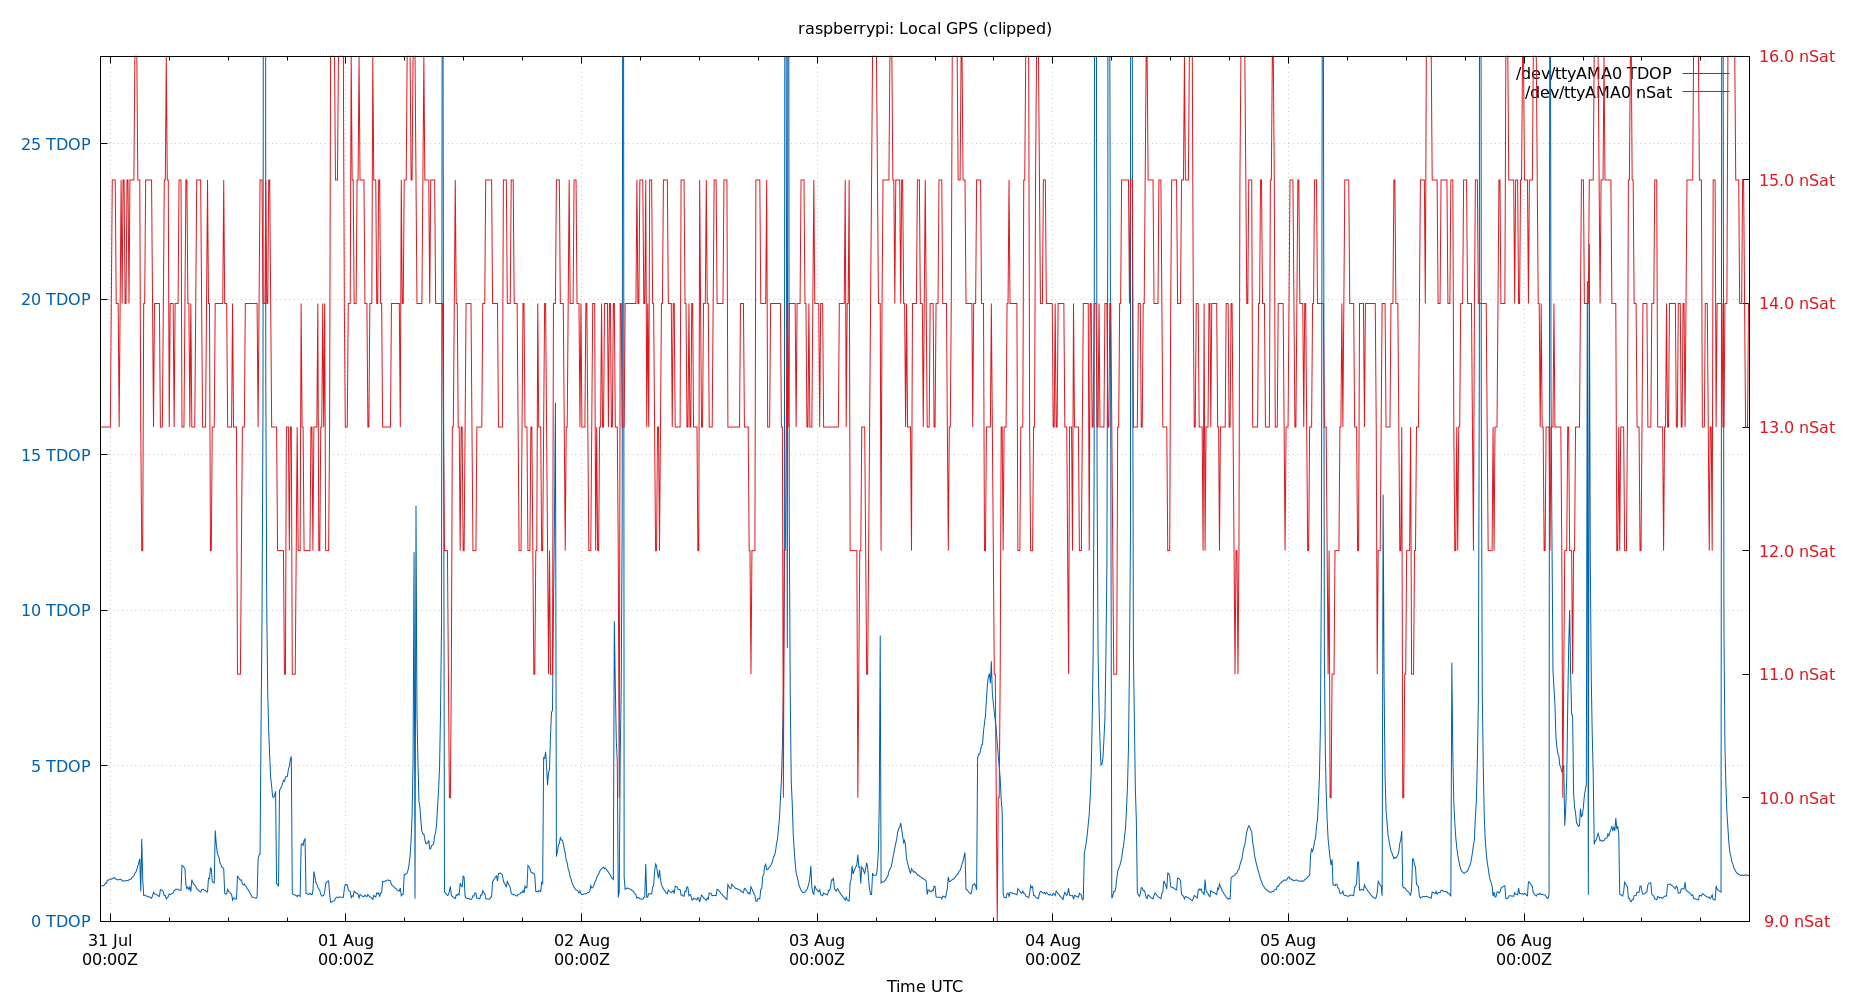 raspberrypi: Local GPS (clipped)
16.0 nSat
/dev/ttyAMA0 TDOP
/dev/ttyAMA0 nSat
25 TDOP
15.0 nSat
20 TDOP
14.0 nSat
15 TDOP
13.0 nSat
12.0 nSat
10 TDOP
11.0 nSat
5 TDOP
10.0 nSat
0 TDOP
9.0 nSat
31 Jul
00:00Z
01 Aug
00:00Z
02 Aug
00:00Z
03 Aug
00:00Z
04 Aug
00:00Z
05 Aug
00:00Z
06 Aug
00:00Z
Time UTC